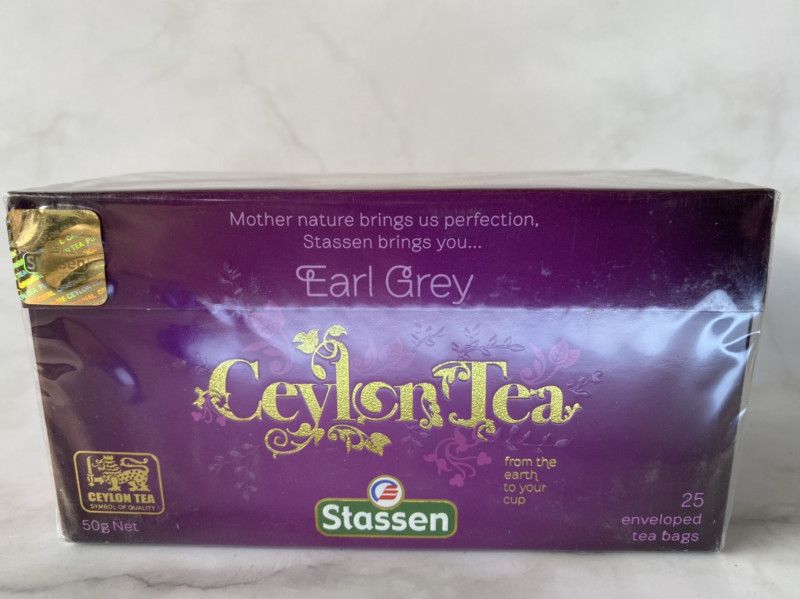 Mother nature brings us perfection,
Stassen brings you...
Earl Grey
Ceylon Tea
from the
earth
to your
cup
CEYLON TEA
SYMBOL OF QUALITY
50g Net
Stassen
25
enveloped
tea bags